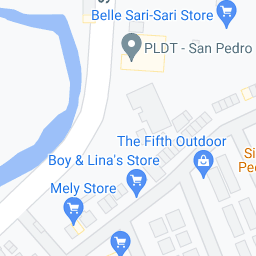 Belle Sari-Sari Store
PLDT - San Pedro
The Fifth Outdoor
Boy & Lina's Store
Mely Store